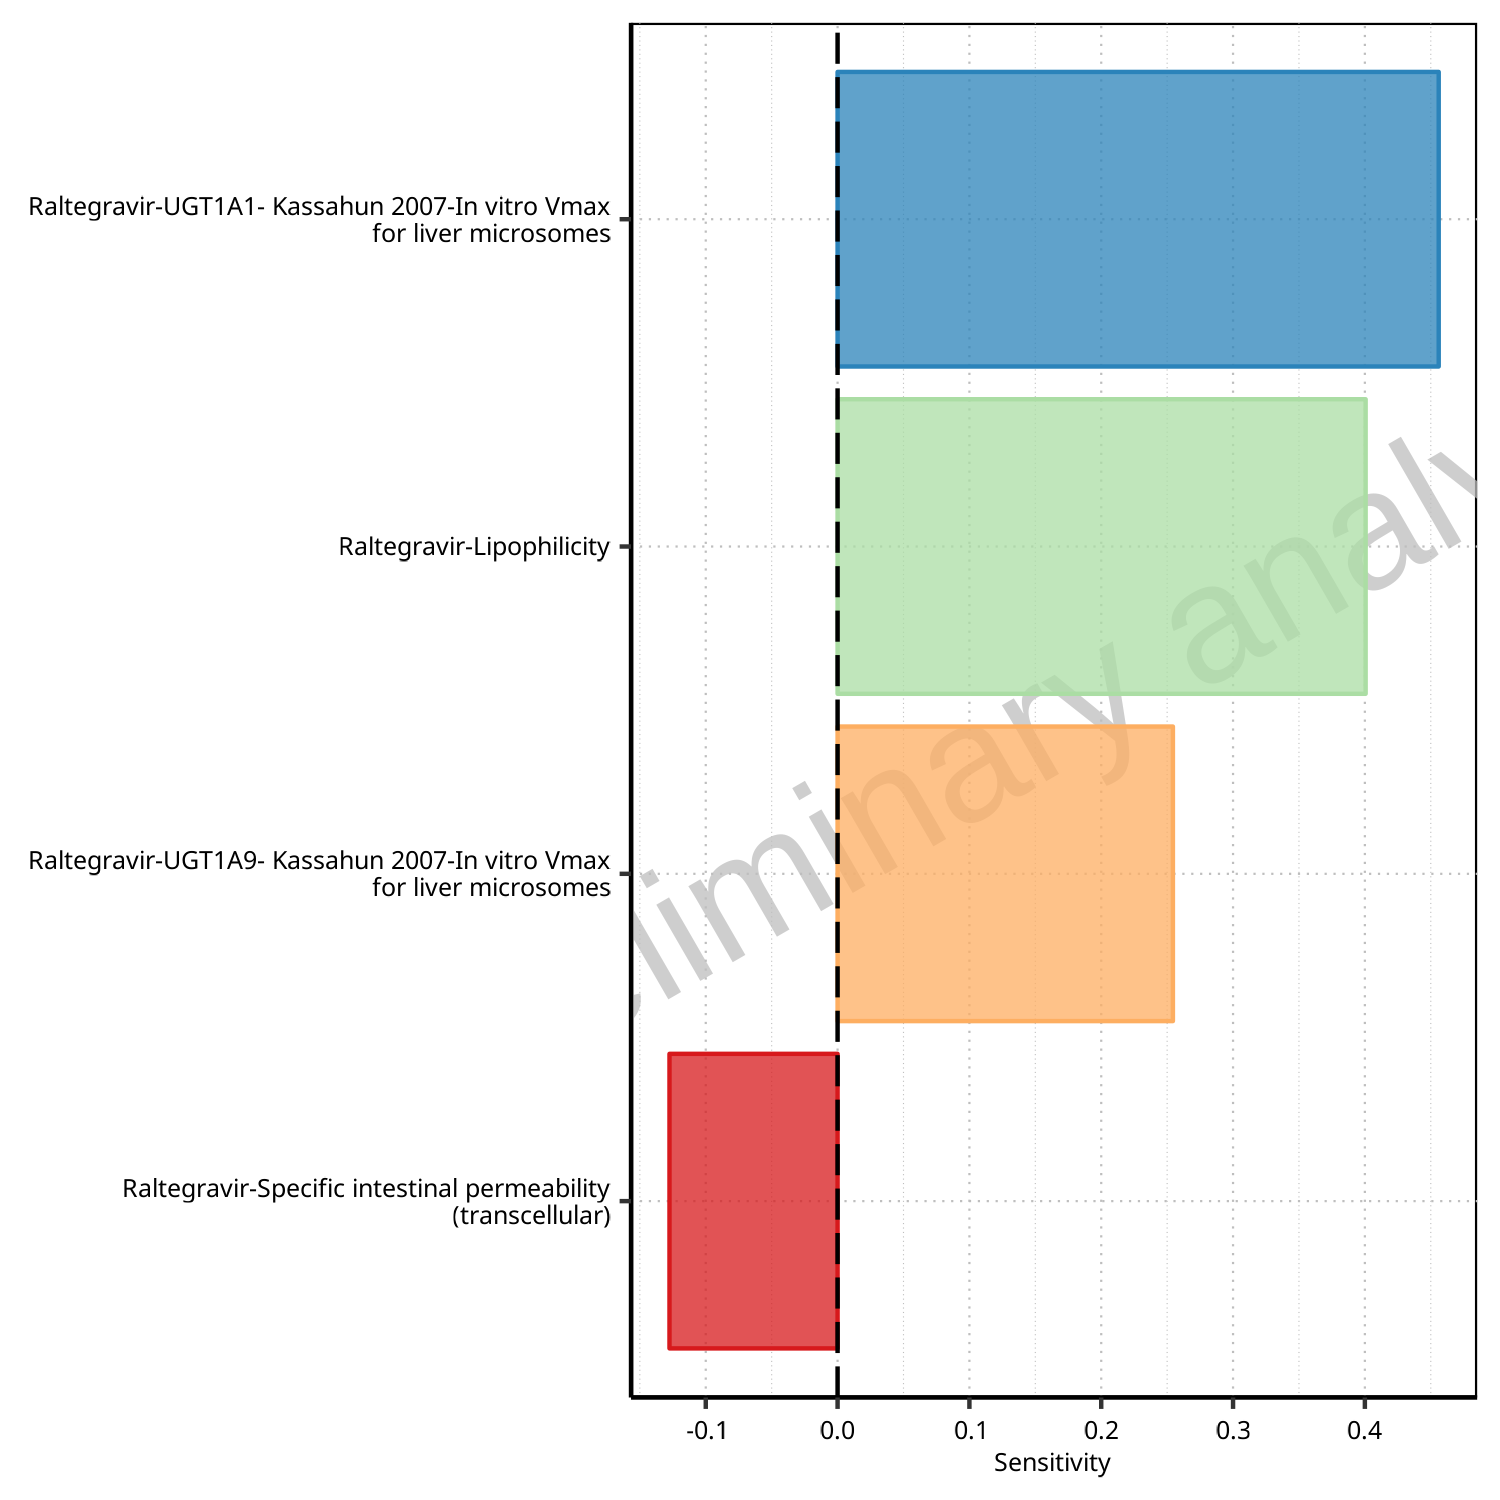 Raltegravir-UGT1A1- Kassahun 2007-In vitro Vmax
for liver microsomes
Raltegravir-Lipophilicity
Raltegravir-UGT1A9- Kassahun 2007-In vitro Vmax
for liver microsomes
Raltegravir-Specific intestinal permeability
(transcellular)
-0.1 0.0 0.1 0.2 0.3 0.4
Sensitivity